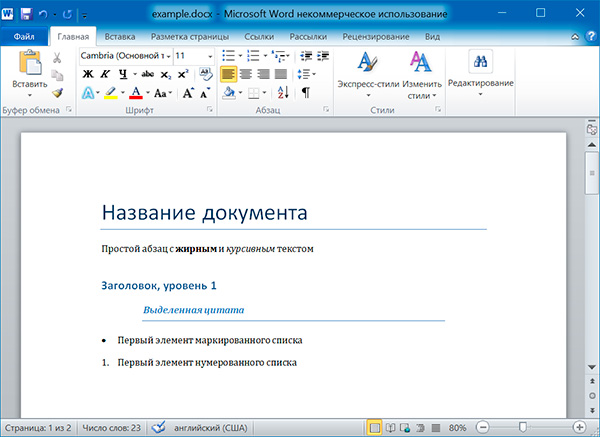 example.docx - Microsoft Word некоммерческое использование
Файл Главная Вставка Разметка страницы Ссылки Рассылки Рецензирование Вид
Cambria (Основной т 11
Вставить Ж К Ч abc x₂ x² Экспресс-стили Изменить стили Редактирование
А А Aa A A
Буфер обмена Шрифт Абзац Стили
Название документа
Простой абзац с жирным и курсивным текстом
Заголовок, уровень 1
Выделенная цитата
• Первый элемент маркированного списка
1. Первый элемент нумерованного списка
Страница: 1 из 2 Число слов: 23 английский (США) 80%